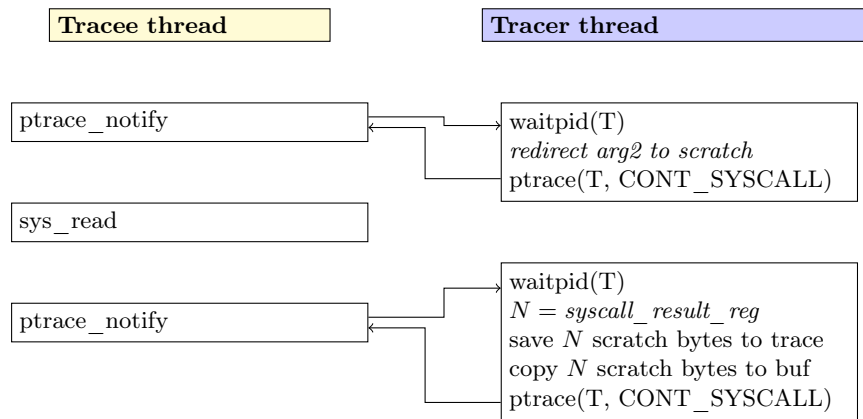 Tracee thread
Tracer thread
ptrace_notify
waitpid(T)
redirect arg2 to scratch
ptrace(T, CONT_SYSCALL)
sys_read
ptrace_notify
waitpid(T)
N = syscall_result_reg
save N scratch bytes to trace
copy N scratch bytes to buf
ptrace(T, CONT_SYSCALL)